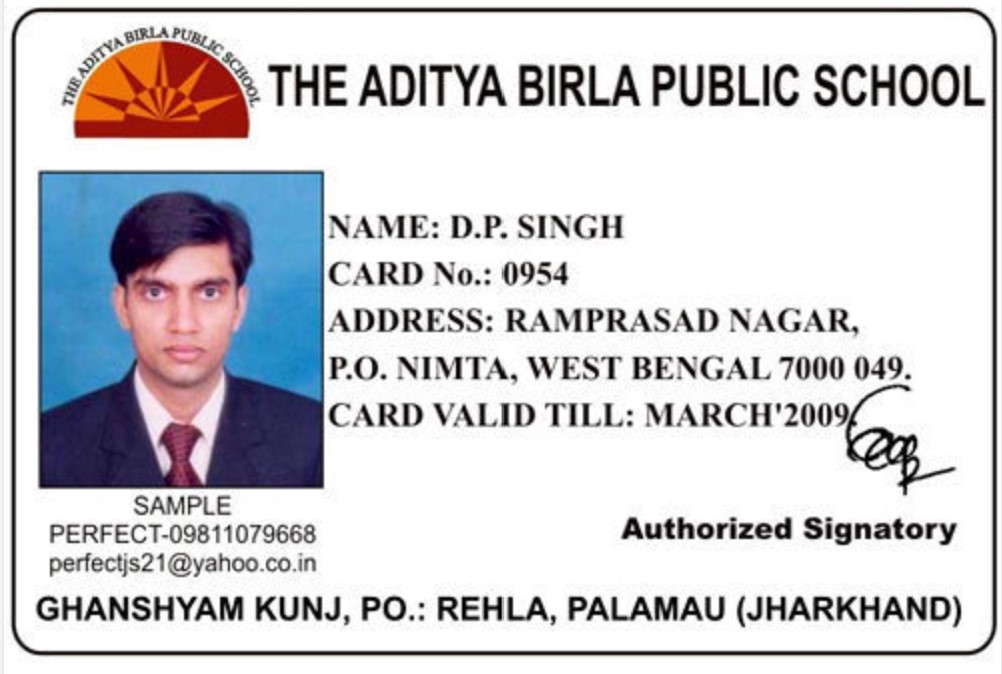 THE ADITYA BIRLA PUBLIC SCHOOL
THE ADITYA BIRLA PUBLIC SCHOOL
NAME: D.P. SINGH
CARD No.: 0954
ADDRESS: RAMPRASAD NAGAR,
P.O. NIMTA, WEST BENGAL 7000 049.
CARD VALID TILL: MARCH'2009.
SAMPLE
PERFECT-09811079668
perfectjs21@yahoo.co.in
Authorized Signatory
GHANSHYAM KUNJ, PO.: REHLA, PALAMAU (JHARKHAND)